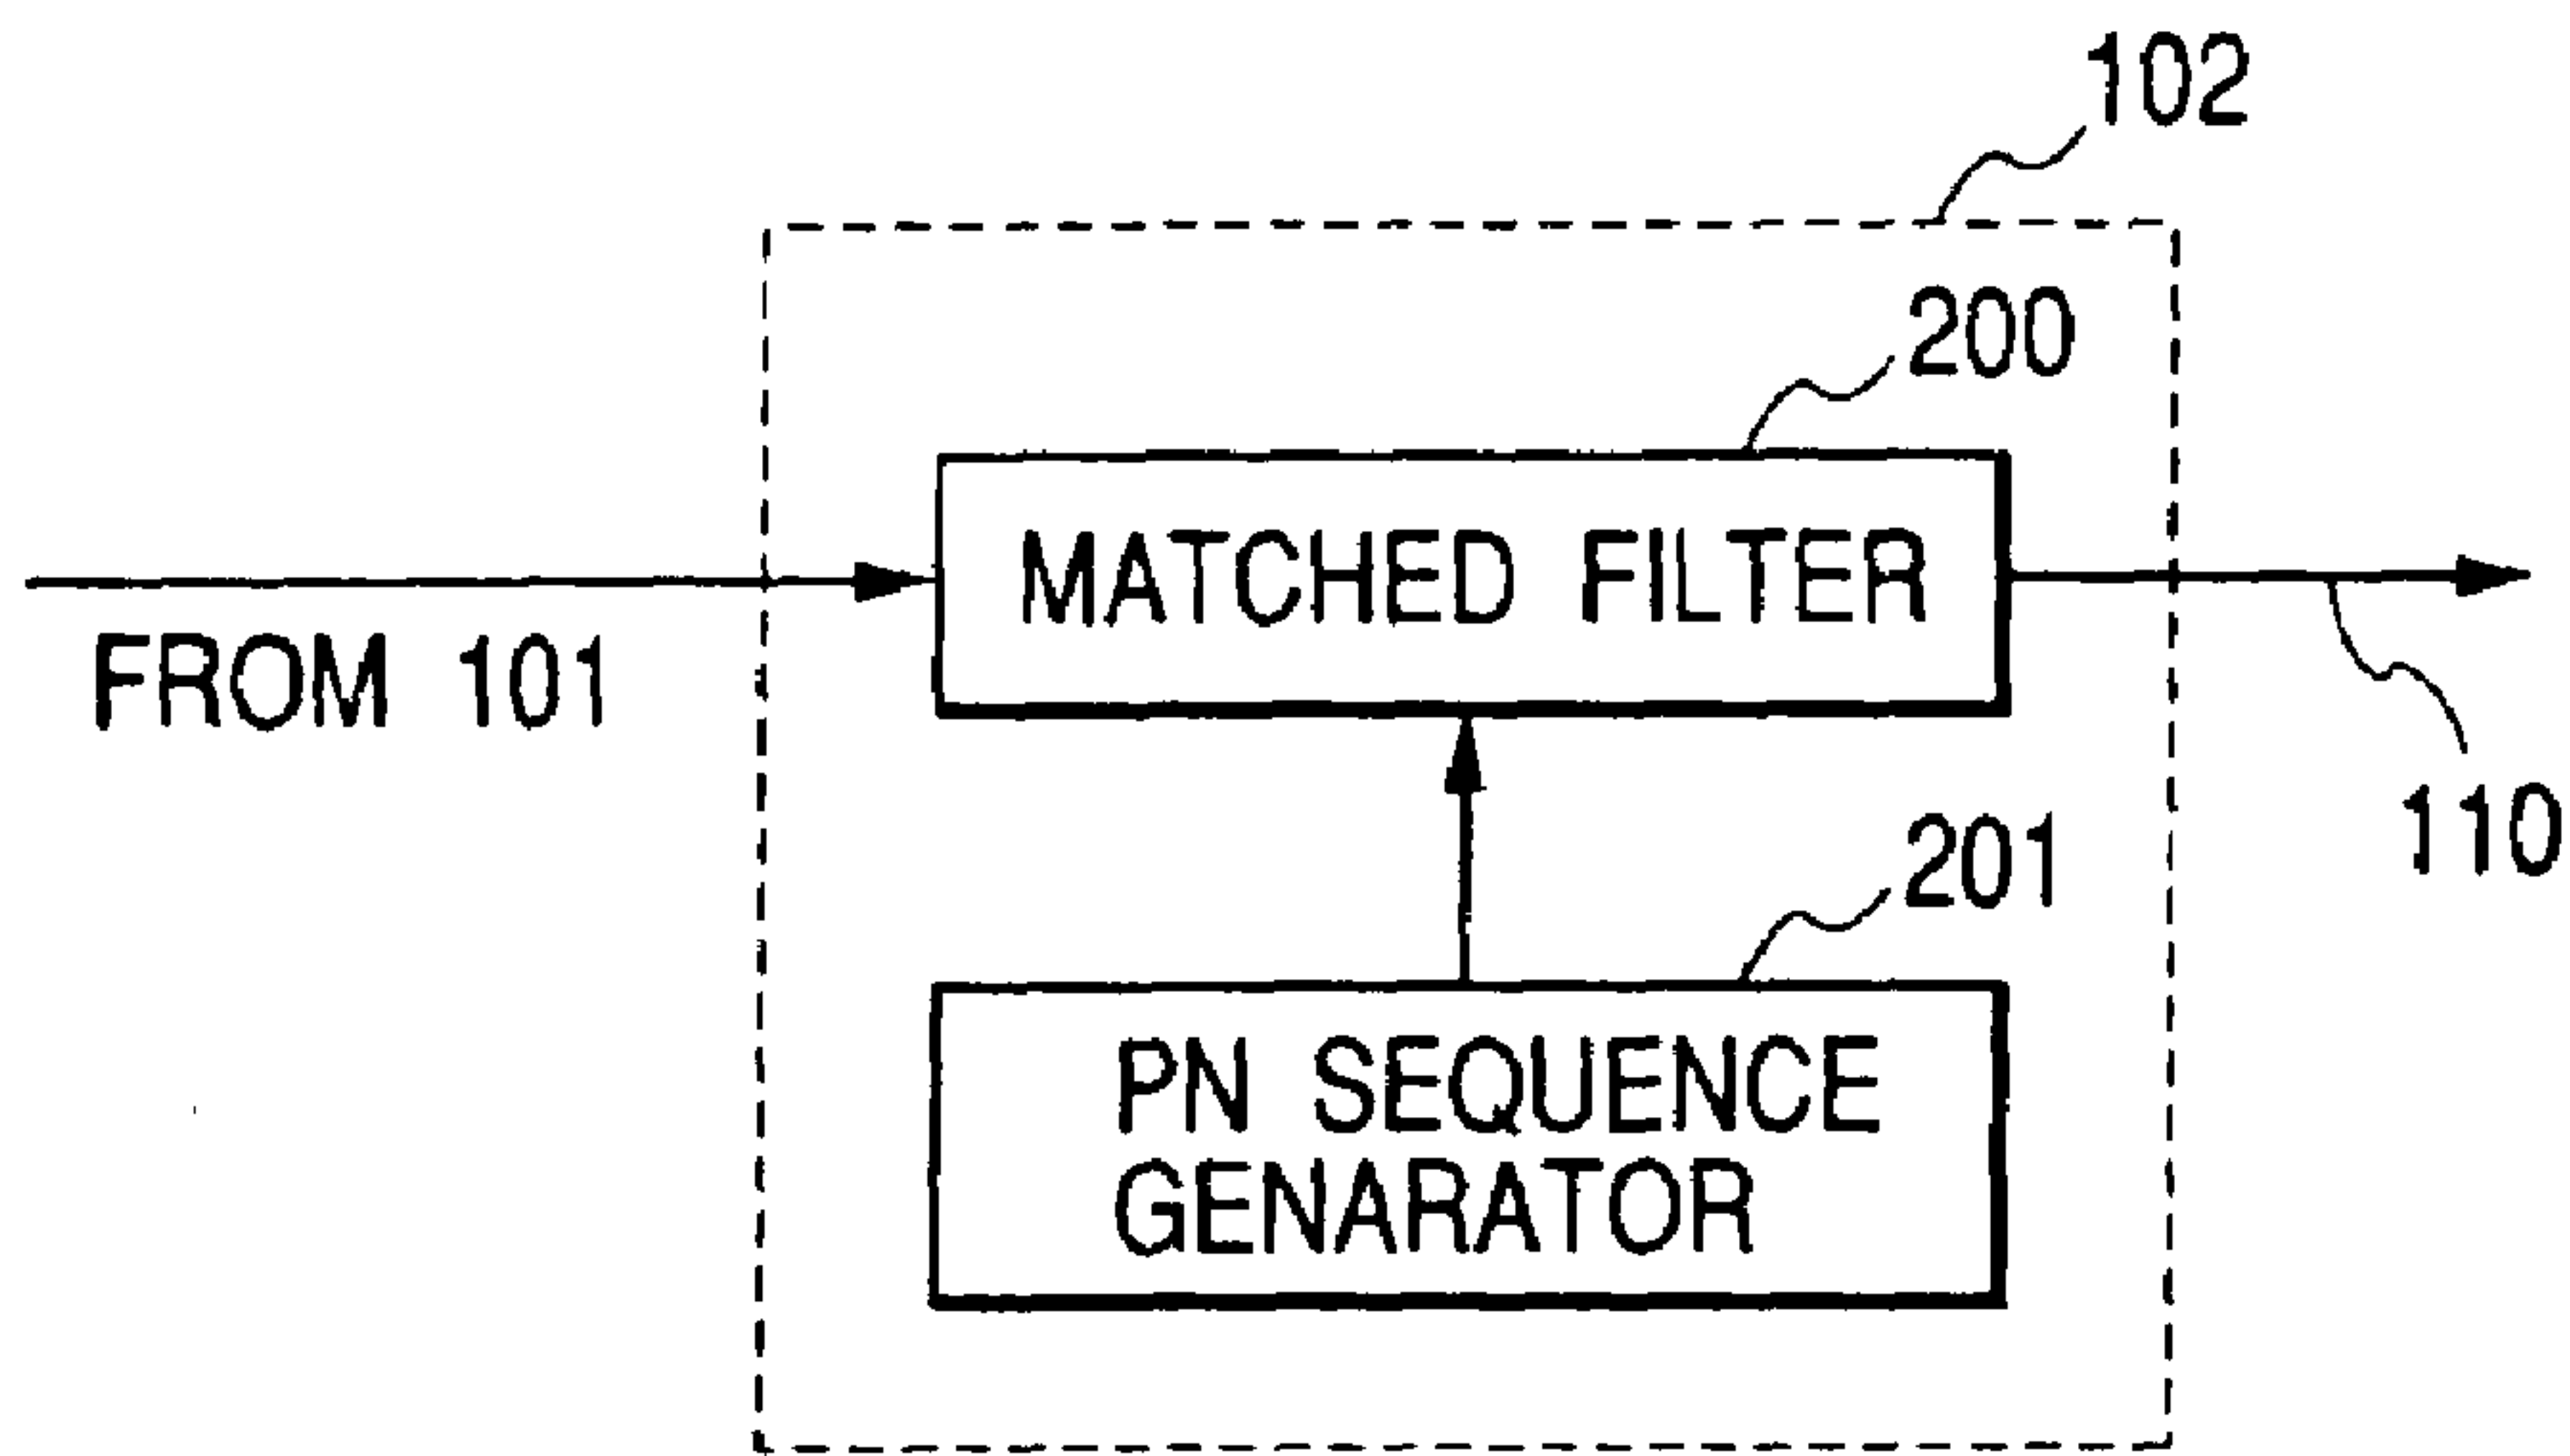 102
200
MATCHED FILTER
FROM 101
110
201
PN SEQUENCE
GENARATOR